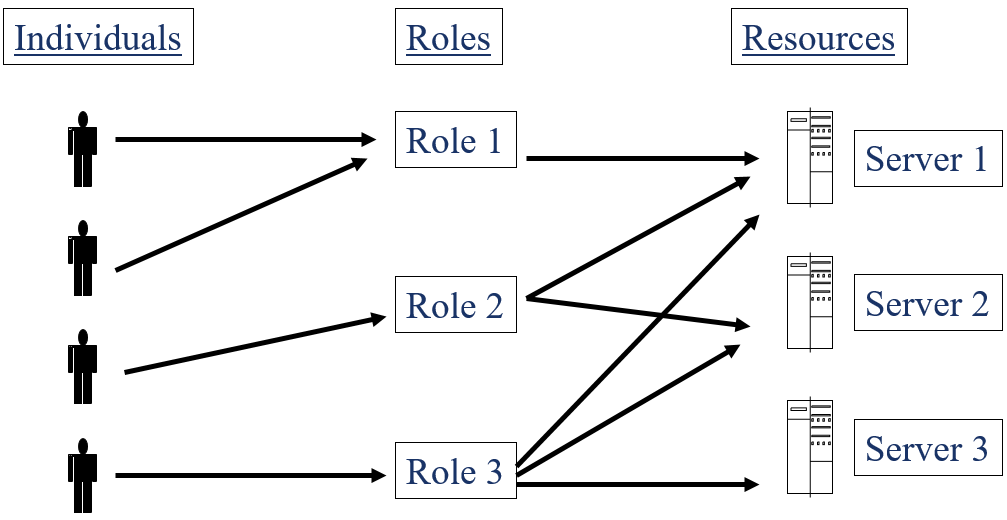 Individuals
Roles
Resources
Role 1
Server 1
Role 2
Server 2
Role 3
Server 3